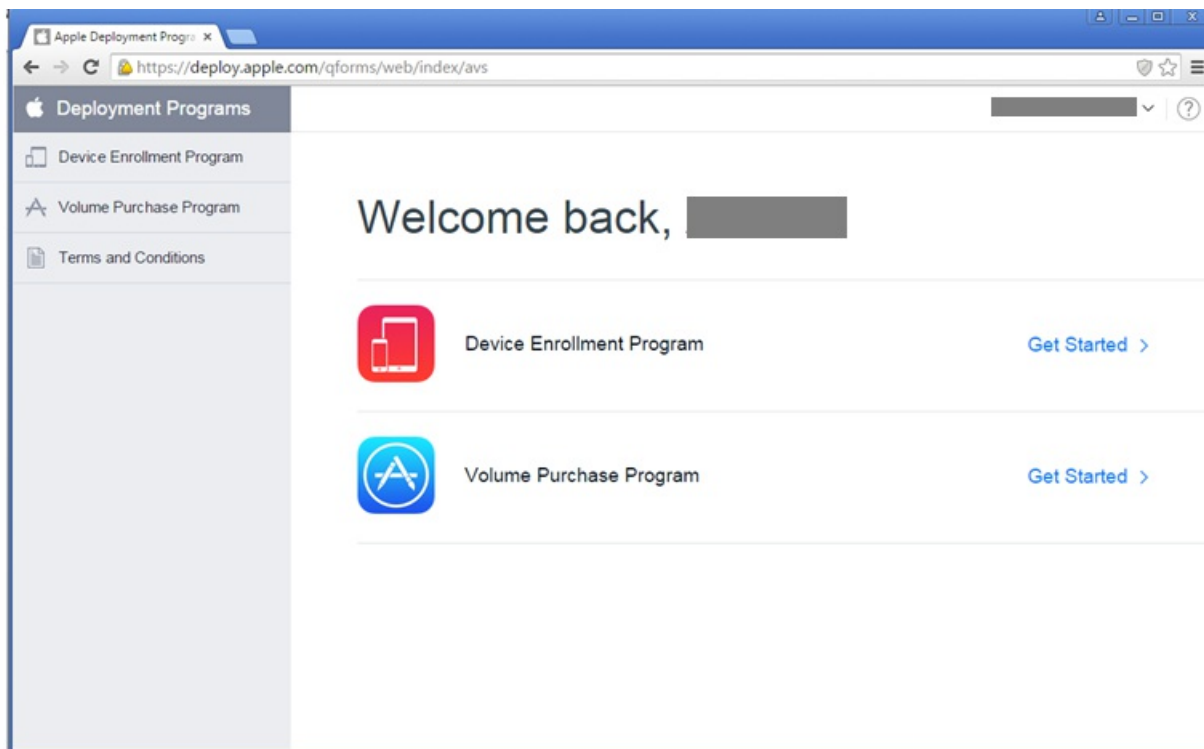 Apple Deployment Progra
https://deploy.apple.com/qforms/web/index/avs
Deployment Programs
Device Enrollment Program
Volume Purchase Program
Terms and Conditions
Welcome back,
Device Enrollment Program
Get Started >
Volume Purchase Program
Get Started >